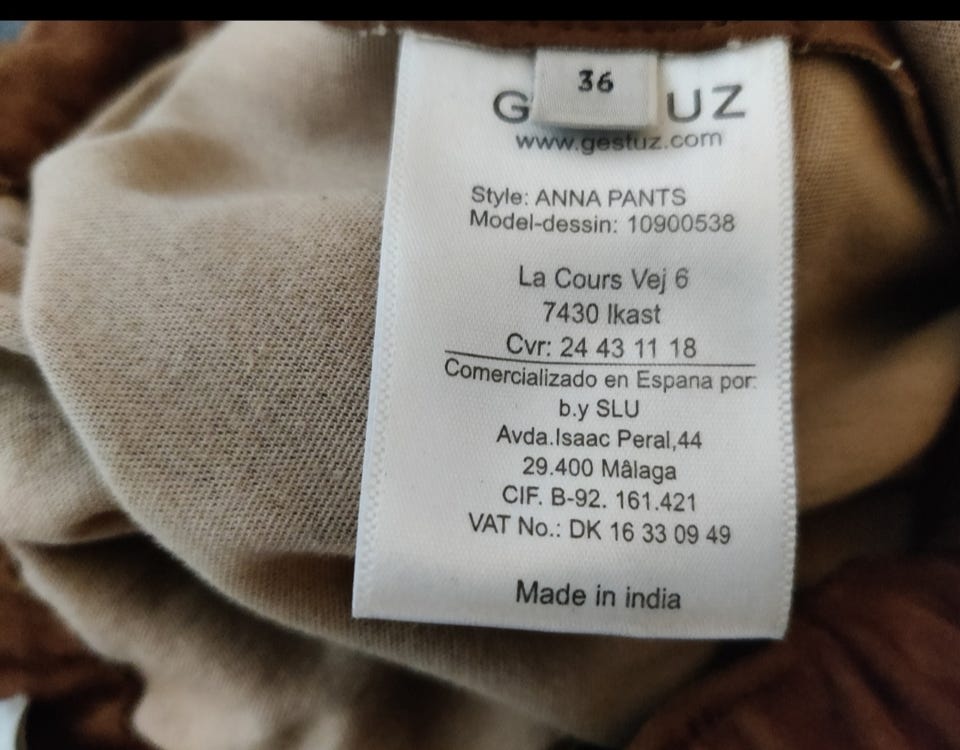 36
G UZ
www.gestuz.com
Style: ANNA PANTS
Model-dessin: 10900538
La Cours Vej 6
7430 Ikast
Cvr: 24 43 11 18
Comercializado en Espana por:
b.y SLU
Avda.Isaac Peral,44
29.400 Mâlaga
CIF. B-92. 161.421
VAT No.: DK 16 33 09 49
Made in india